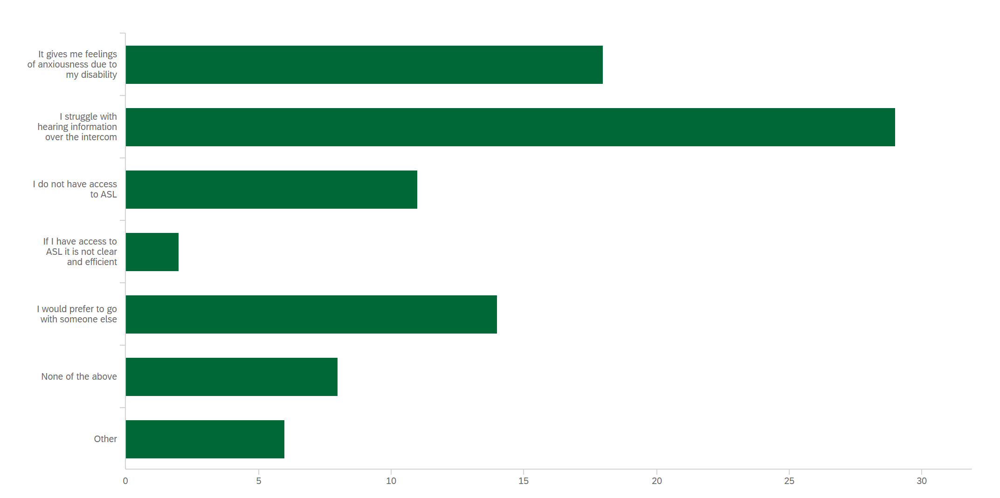 It gives me feelings
of anxiousness due to
my disability
I struggle with
hearing information
over the intercom
I do not have access
to ASL
If I have access to
ASL it is not clear
and efficient
I would prefer to go
with someone else
None of the above
Other
0 5 10 15 20 25 30